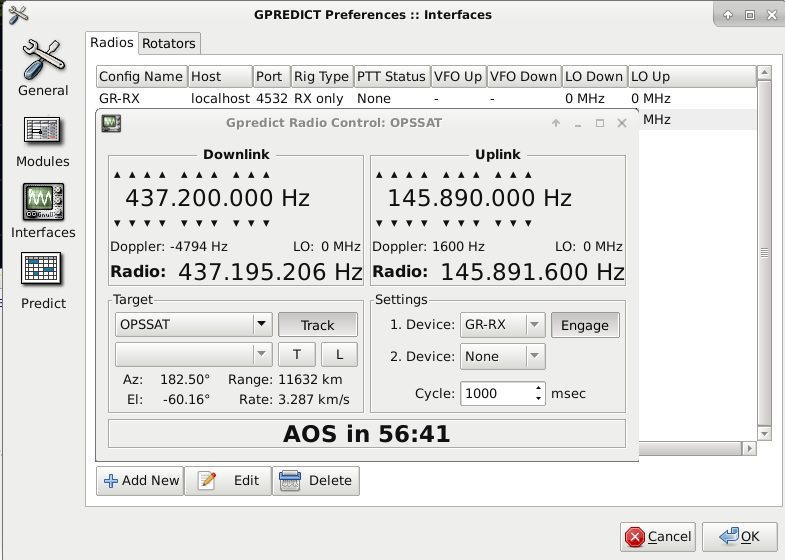 GPREDICT Preferences :: Interfaces
General
Modules
Interfaces
Predict
Radios Rotators
Config Name Host Port Rig Type PTT Status VFO Up VFO Down LO Down LO Up
GR-RX localhost 4532 RX only None - - 0 MHz 0 MHz
MHz
Gpredict Radio Control: OPSSAT
Downlink
437.200.000 Hz
Doppler: -4794 Hz LO: 0 MHz
Radio: 437.195.206 Hz
Uplink
145.890.000 Hz
Doppler: 1600 Hz LO: 0 MHz
Radio: 145.891.600 Hz
Target
OPSSAT Track
T L
Az: 182.50° Range: 11632 km
El: -60.16° Rate: 3.287 km/s
Settings
1. Device: GR-RX Engage
2. Device: None
Cycle: 1000 msec
AOS in 56:41
Add New Edit Delete
Cancel OK